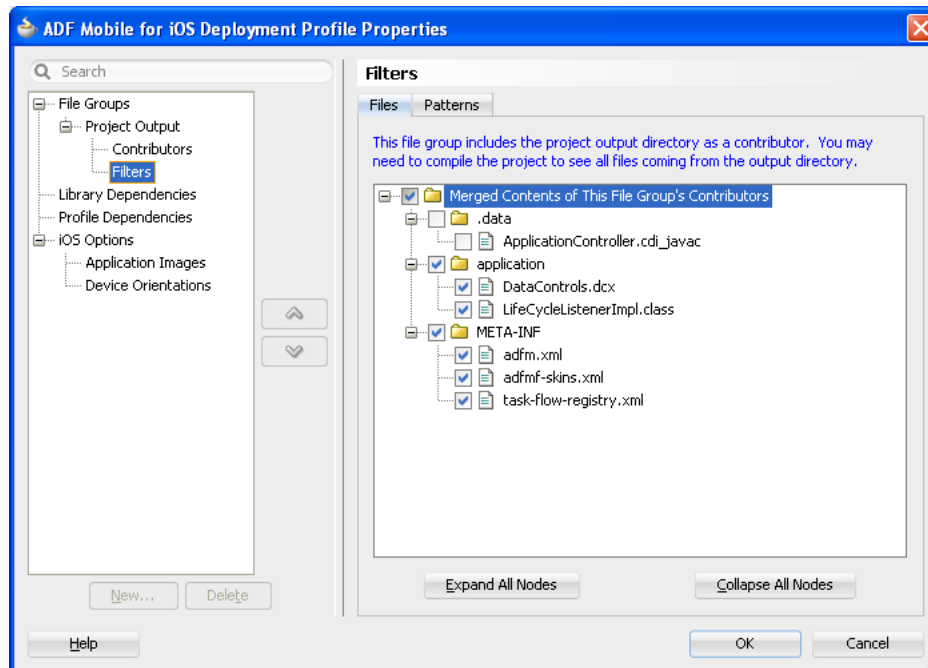 ADF Mobile for iOS Deployment Profile Properties
Search
File Groups
Project Output
Contributors
Filters
Library Dependencies
Profile Dependencies
iOS Options
Application Images
Device Orientations
New...
Delete
Filters
Files
Patterns
This file group includes the project output directory as a contributor. You may
need to compile the project to see all files coming from the output directory.
Merged Contents of This File Group's Contributors
.data
ApplicationController.cdi_javac
application
DataControls.dcx
LifeCycleListenerImpl.class
META-INF
adfm.xml
adfmf-skins.xml
task-flow-registry.xml
Expand All Nodes
Collapse All Nodes
Help
OK
Cancel